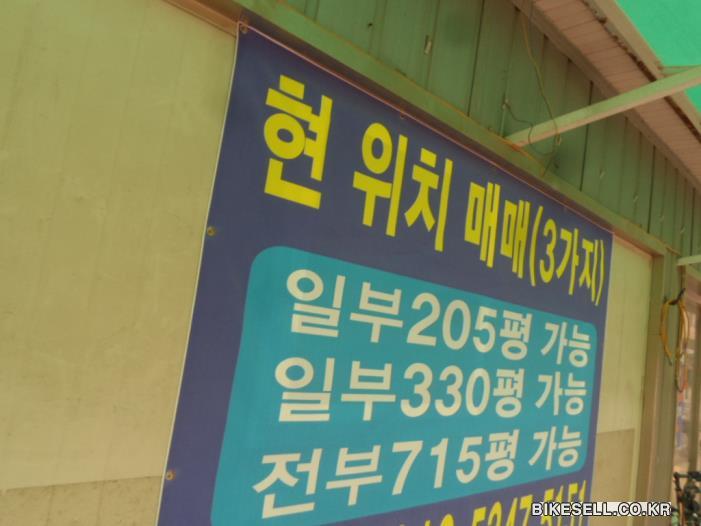 현 위치 매매(3가지)
일부205평 가능
일부330평 가능
전부715평 가능
BIKESELL.CO.KR